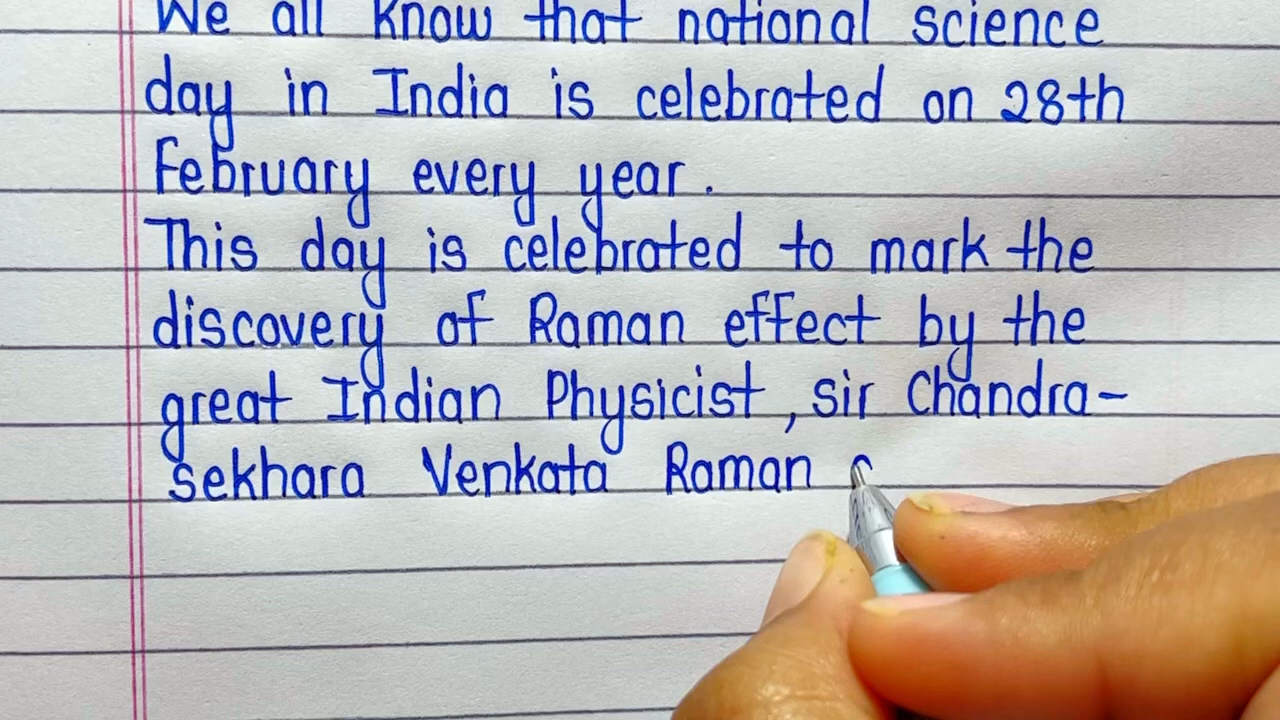 We all know that national science
day in India is celebrated on 28th
February every year.
This day is celebrated to mark the
discovery of Raman effect by the
great Indian Physicist, sir Chandra-
sekhara Venkata Raman